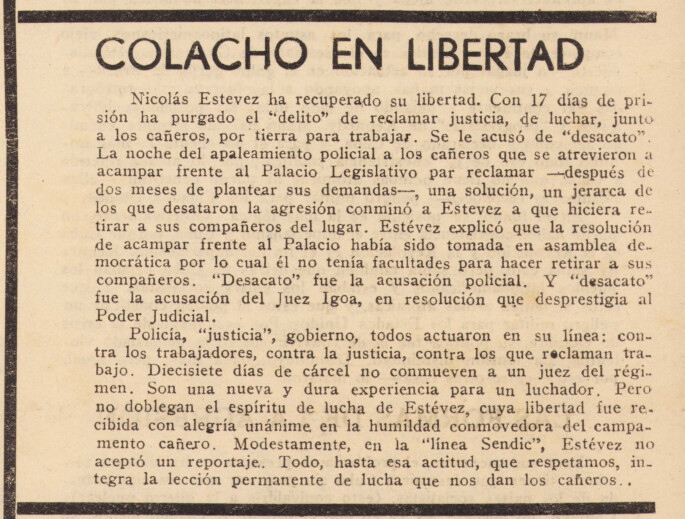 COLACHO EN LIBERTAD
Nicolás Estevez ha recuperado su libertad. Con 17 días de pri-
sión ha purgado el "delito" de reclamar justicia, de luchar, junto
a los cañeros, por tierra para trabajar. Se le acusó de "desacato".
La noche del apaleamiento policial a los cañeros que se atrevieron a
acampar frente al Palacio Legislativo par reclamar —después de
dos meses de plantear sus demandas—, una solución, un jerarca de
los que desataron la agresión conminó a Estevez a que hiciera re-
tirar a sus compañeros del lugar. Estévez explicó que la resolución
de acampar frente al Palacio había sido tomada en asamblea de-
mocrática por lo cual él no tenía facultades para hacer retirar a sus
compañeros. "Desacato" fue la acusación policial. Y "desacato"
fue la acusación del Juez Igoa, en resolución que desprestigia al
Poder Judicial.
Policía, "justicia", gobierno, todos actuaron en su línea: con-
tra los trabajadores, contra la justicia, contra los que reclaman tra-
bajo. Diecisiete días de cárcel no conmueven a un juez del régi-
men. Son una nueva y dura experiencia para un luchador. Pero
no doblegan el espíritu de lucha de Estévez, cuya libertad fue re-
cibida con alegría unánime en la humildad conmovedora del campa-
mento cañero. Modestamente, en la "línea Sendic", Estévez no
aceptó un reportaje. Todo, hasta esa actitud, que respetamos, in-
tegra la lección permanente de lucha que nos dan los cañeros..